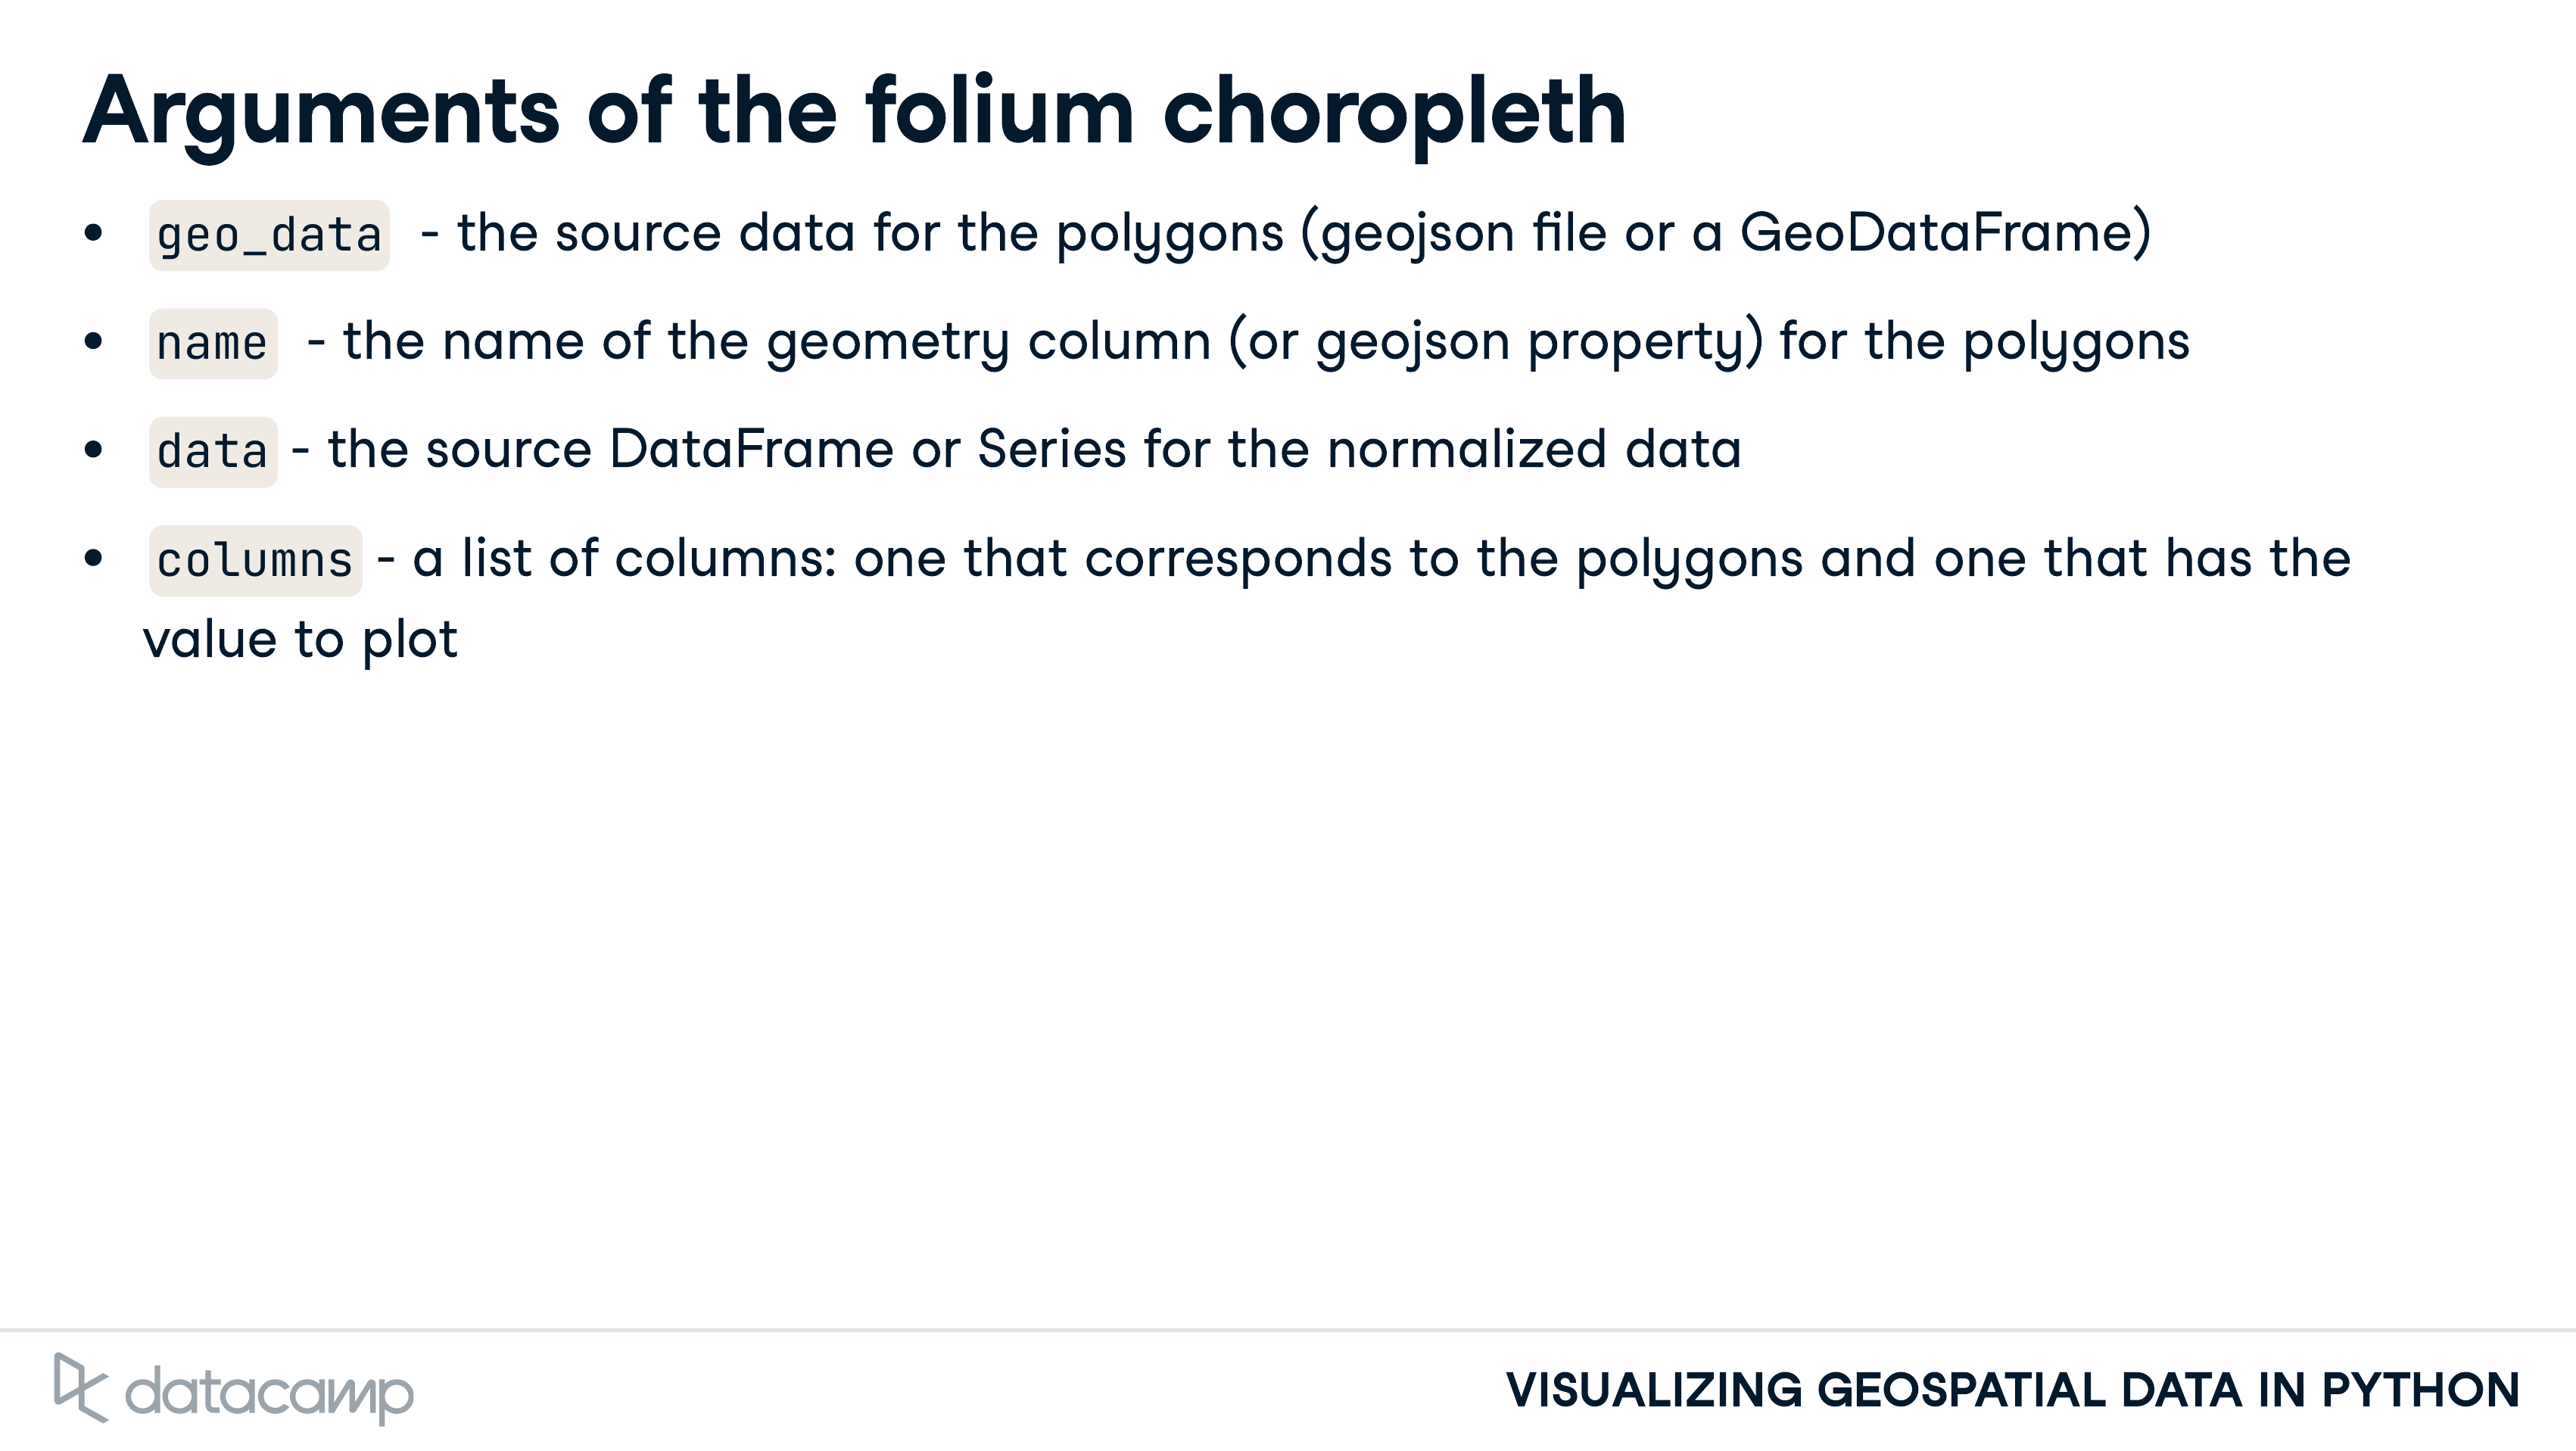 Arguments of the folium choropleth
• geo_data - the source data for the polygons (geojson file or a GeoDataFrame)
• name - the name of the geometry column (or geojson property) for the polygons
• data - the source DataFrame or Series for the normalized data
• columns - a list of columns: one that corresponds to the polygons and one that has the
value to plot
datacamp
VISUALIZING GEOSPATIAL DATA IN PYTHON